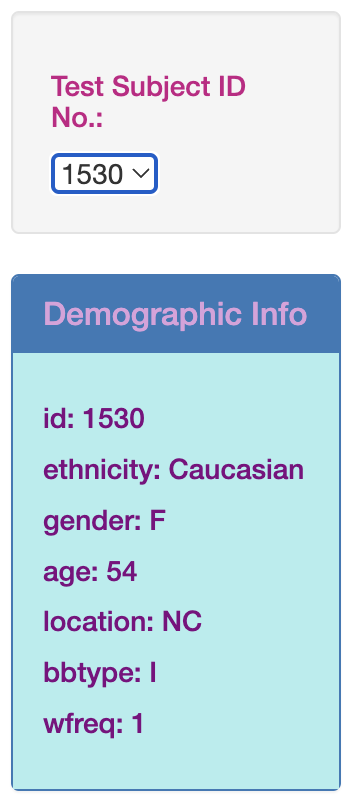 Test Subject ID
No.:
1530
Demographic Info
id: 1530
ethnicity: Caucasian
gender: F
age: 54
location: NC
bbtype: I
wfreq: 1